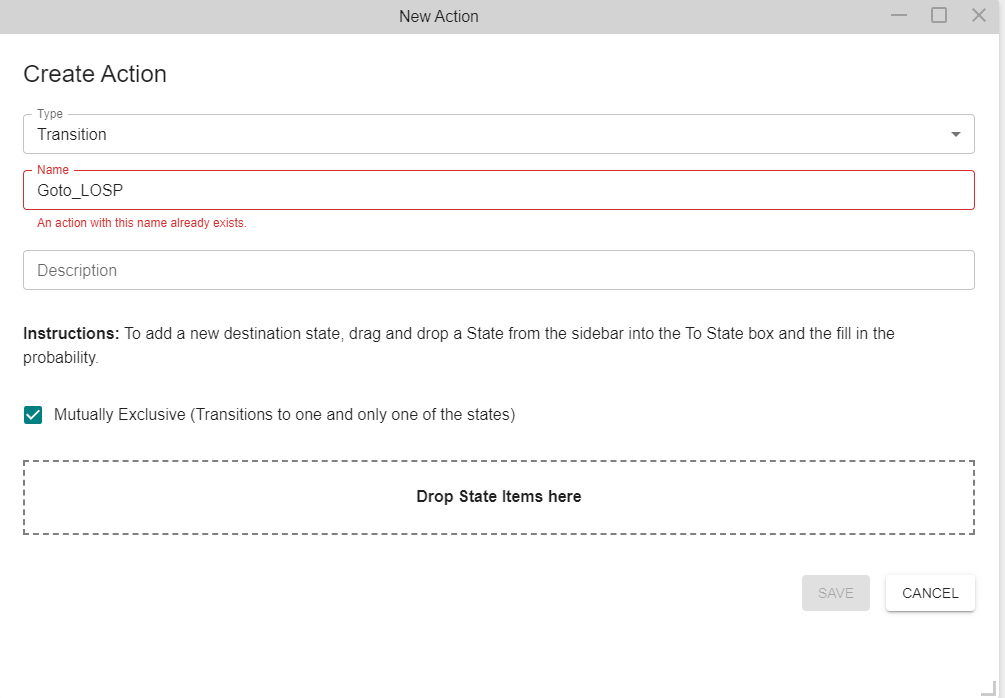 New Action
Create Action
Type
Transition
Name
Goto_LOSP
An action with this name already exists.
Description
Instructions: To add a new destination state, drag and drop a State from the sidebar into the To State box and the fill in the
probability.
Mutually Exclusive (Transitions to one and only one of the states)
Drop State Items here
SAVE
CANCEL